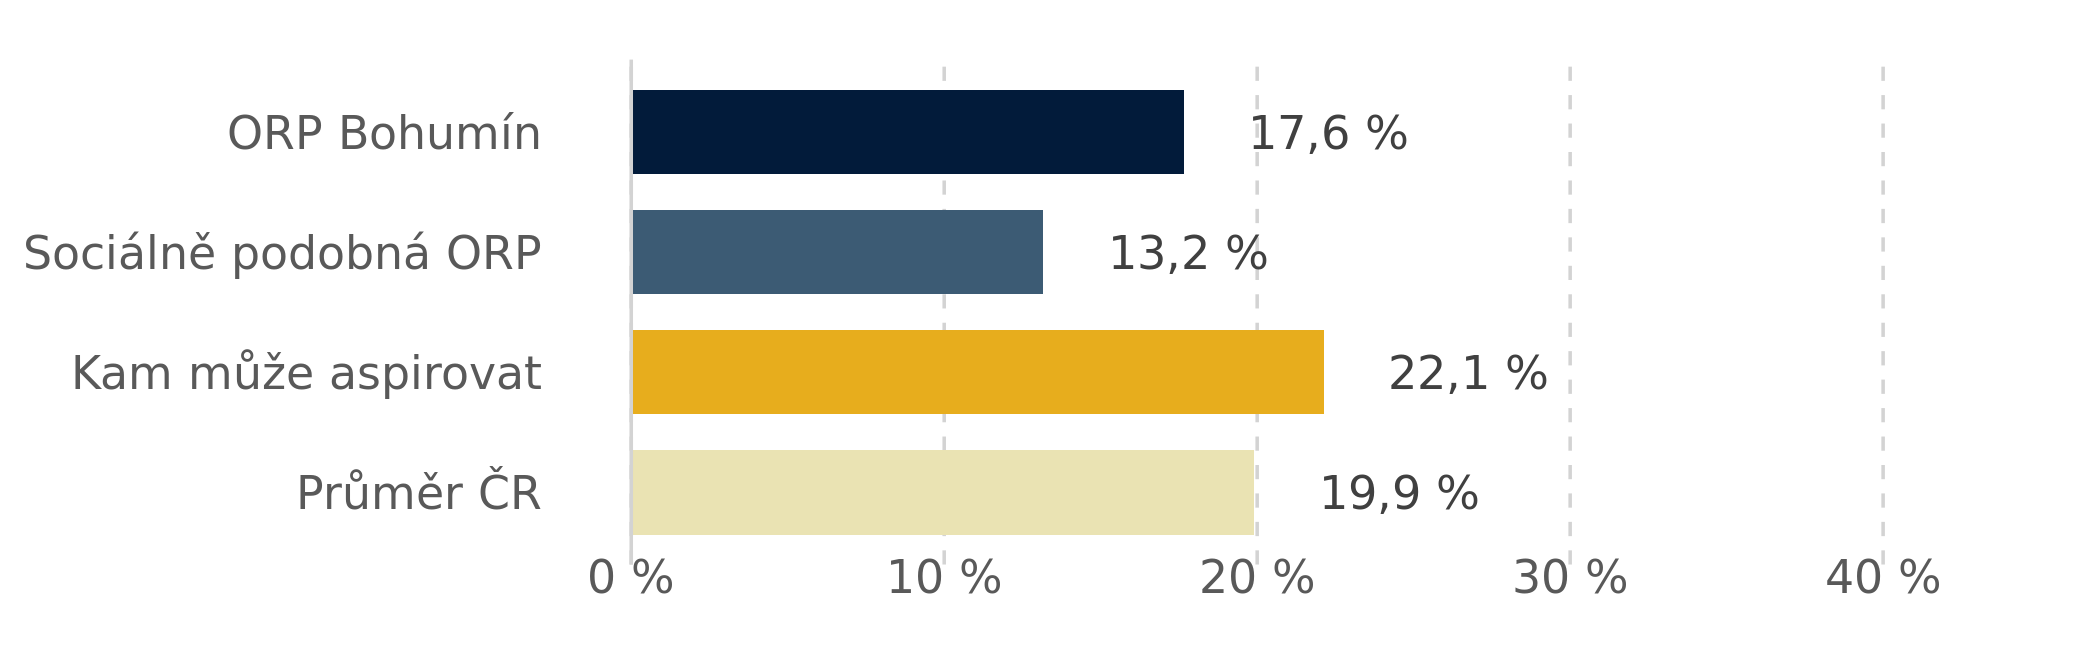 ORP Bohumín 17,6 %
Sociálně podobná ORP 13,2 %
Kam může aspirovat 22,1 %
Průměr ČR 19,9 %
0 % 10 % 20 % 30 % 40 %